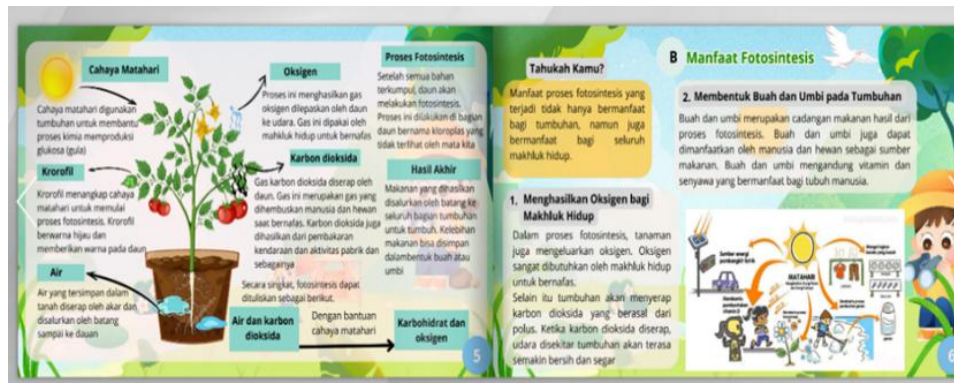 Cahaya Matahari
Cahaya matahari digunakan
tumbuhan untuk membantu
proses kimia memproduksi
glukosa (gula)
Krorofil
Krorofil menangkap cahaya
matahari untuk memulai
proses fotosintesis. Krorofil
berwarna hijau dan
memberikan warna pada daun
Air
Air yang tersimpan dalam
tanah diserap oleh akar dan
disalurkan oleh batang
sampai ke dauan
Oksigen
Proses ini menghasilkan gas
oksigen dilepaskan oleh daun
ke udara. Gas ini dipakai oleh
mahkluk hidup untuk bernafas
Karbon dioksida
Gas karbon dioksida diserap oleh
daun. Gas ini merupakan gas yang
dihembuskan manusia dan hewan
saat bernafas. Karbon dioksida juga
dihasilkan dari pembakaran
kendaraan dan aktivitas pabrik dan
sebagainya
Secara singkat, fotosintesis dapat
dituliskan sebagai berikut.
Air dan karbon
dioksida
Dengan bantuan
cahaya matahari
Karbohidrat dan
oksigen
Proses Fotosintesis
Setelah semua bahan
terkumpul, daun akan
melakukan fotosintesis.
Proses ini dilakukan di bagian
daun bernama kloroplas yang
tidak terlihat oleh mata kita
Hasil Akhir
Makanan yang dihasilkan
disalurkan oleh batang ke
seluruh bagian tumbuhan
untuk tumbuh. Kelebihan
makanan bisa disimpan
dalambentuk buah atau
umbi
5
Tahukah Kamu?
Manfaat proses fotosintesis yang
terjadi tidak hanya bermanfaat
bagi tumbuhan, namun juga
bermanfaat bagi seluruh
makhluk hidup.
1. Menghasilkan Oksigen bagi
Makhluk Hidup
Dalam proses fotosintesis, tanaman
juga mengeluarkan oksigen. Oksigen
sangat dibutuhkan oleh makhluk hidup
untuk bernafas.
Selain itu tumbuhan akan menyerap
karbon dioksida yang berasal dari
polus. Ketika karbon dioksida diserap,
udara disekitar tumbuhan akan terasa
semakin bersih dan segar
B Manfaat Fotosintesis
2. Membentuk Buah dan Umbi pada Tumbuhan
Buah dan umbi merupakan cadangan makanan hasil dari
proses fotosintesis. Buah dan umbi juga dapat
dimanfaatkan oleh manusia dan hewan sebagai sumber
makanan. Buah dan umbi mengandung vitamin dan
senyawa yang bermanfaat bagi tubuh manusia.
MATAHARI
6